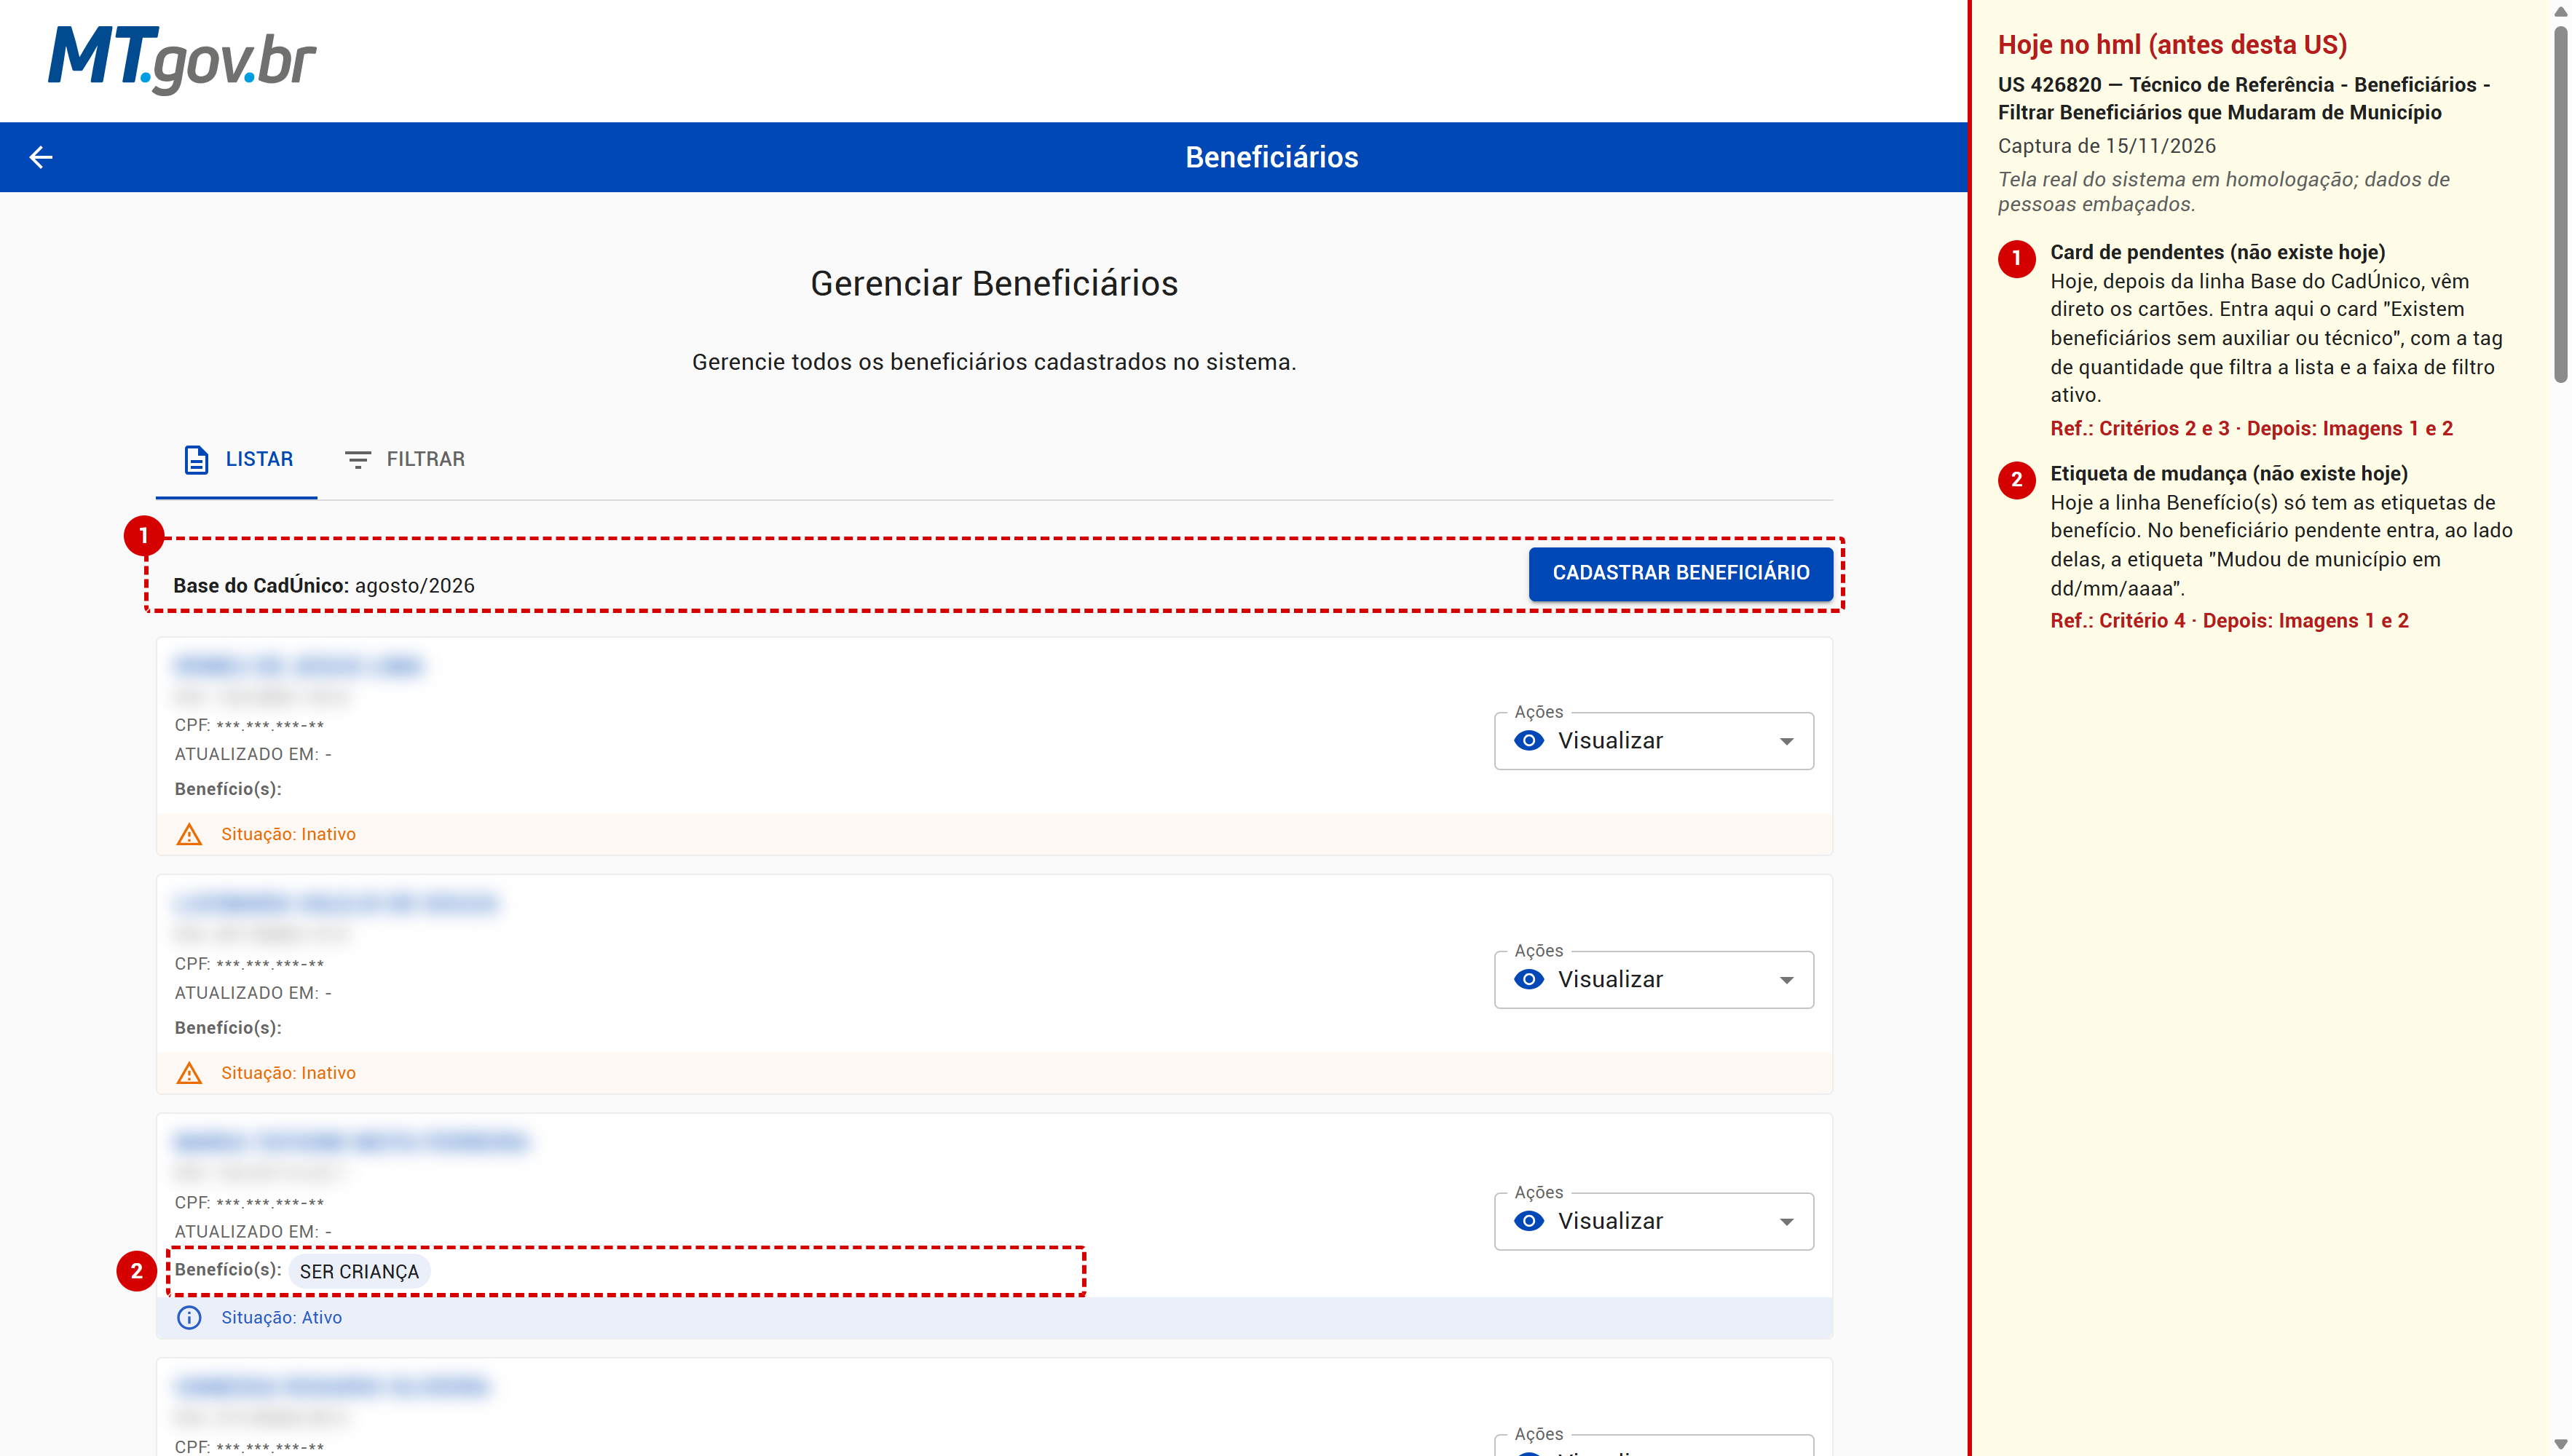 MT.gov.br
Beneficiários
Gerenciar Beneficiários
Gerencie todos os beneficiários cadastrados no sistema.
LISTAR
FILTRAR
1
Base do CadÚnico: agosto/2026
CADASTRAR BENEFICIÁRIO
CPF: ***.***.***-**
ATUALIZADO EM: -
Benefício(s):
Ações
Visualizar
Situação: Inativo
CPF: ***.***.***-**
ATUALIZADO EM: -
Benefício(s):
Ações
Visualizar
Situação: Inativo
CPF: ***.***.***-**
ATUALIZADO EM: -
Ações
Visualizar
2
Benefício(s): SER CRIANÇA
Situação: Ativo
CPF: ***.***.***-**
Ações
Hoje no hml (antes desta US)
US 426820 — Técnico de Referência - Beneficiários -
Filtrar Beneficiários que Mudaram de Município
Captura de 15/11/2026
Tela real do sistema em homologação; dados de
pessoas embaçados.
1
Card de pendentes (não existe hoje)
Hoje, depois da linha Base do CadÚnico, vêm
direto os cartões. Entra aqui o card "Existem
beneficiários sem auxiliar ou técnico", com a tag
de quantidade que filtra a lista e a faixa de filtro
ativo.
Ref.: Critérios 2 e 3 · Depois: Imagens 1 e 2
2
Etiqueta de mudança (não existe hoje)
Hoje a linha Benefício(s) só tem as etiquetas de
benefício. No beneficiário pendente entra, ao lado
delas, a etiqueta "Mudou de município em
dd/mm/aaaa".
Ref.: Critério 4 · Depois: Imagens 1 e 2